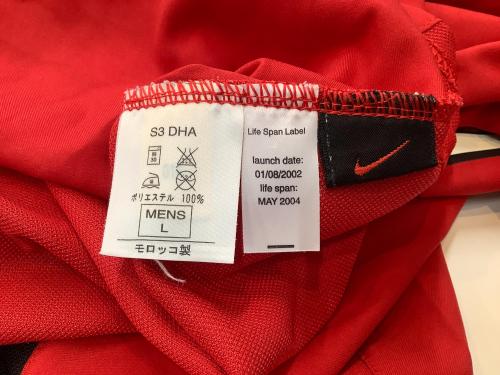 S3 DHA
ポリエステル 100%
MENS
L
モロッコ製
Life Span Label
launch date:
01/08/2002
life span:
MAY 2004